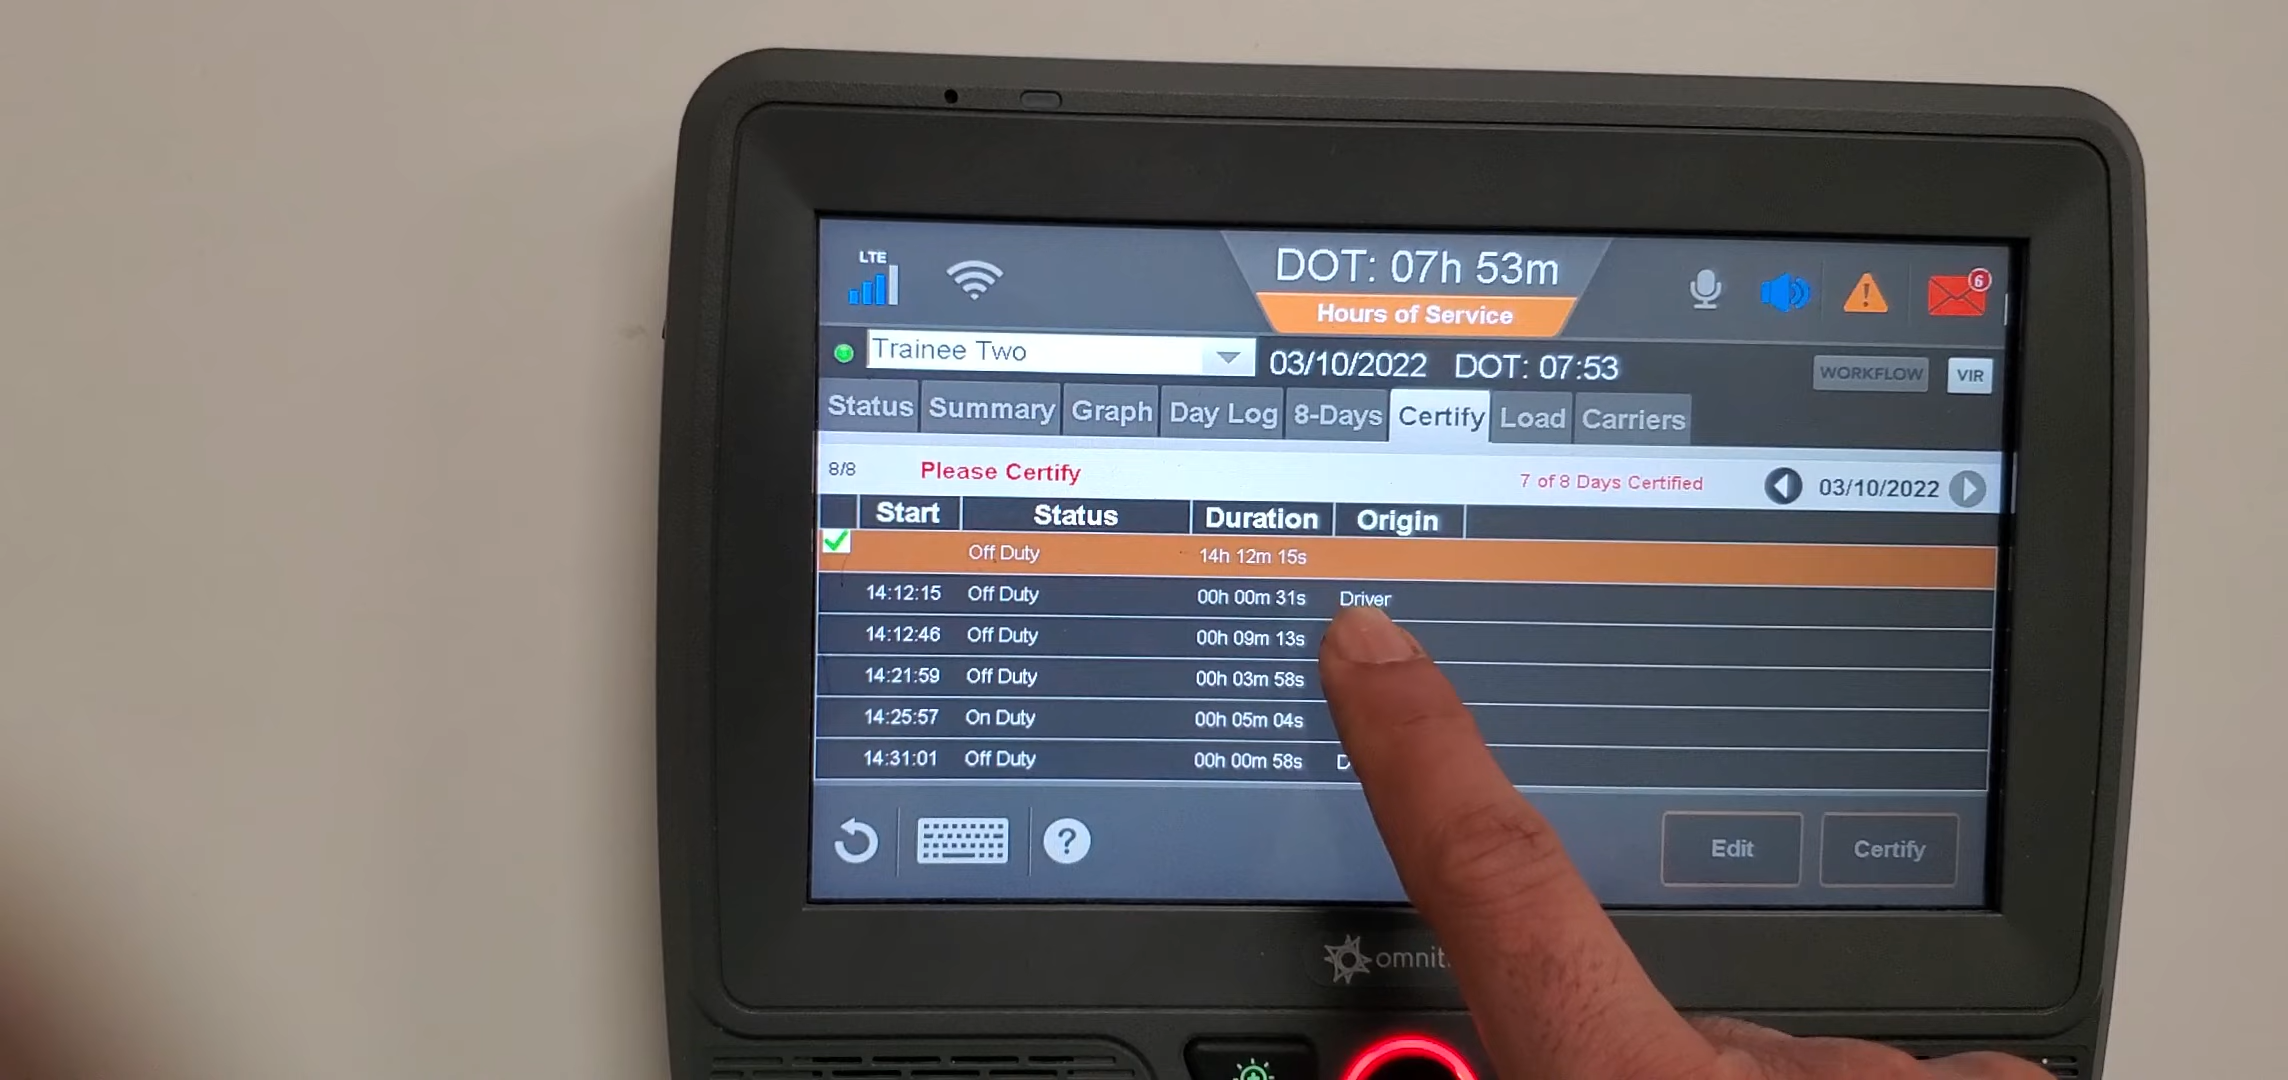 LTE
DOT: 07h 53m
6
Hours of Service
Trainee Two
03/10/2022 DOT: 07:53
WORKFLOW
VIR
Status Summary Graph Day Log 8-Days Certify Load Carriers
8/8 Please Certify 7 of 8 Days Certified 03/10/2022
Start Status Duration Origin
Off Duty 14h 12m 15s
14:12:15 Off Duty 00h 00m 31s Driver
14:12:46 Off Duty 00h 09m 13s
14:21:59 Off Duty 00h 03m 58s
14:25:57 On Duty 00h 05m 04s
14:31:01 Off Duty 00h 00m 58s D
?
Edit
Certify
omnit